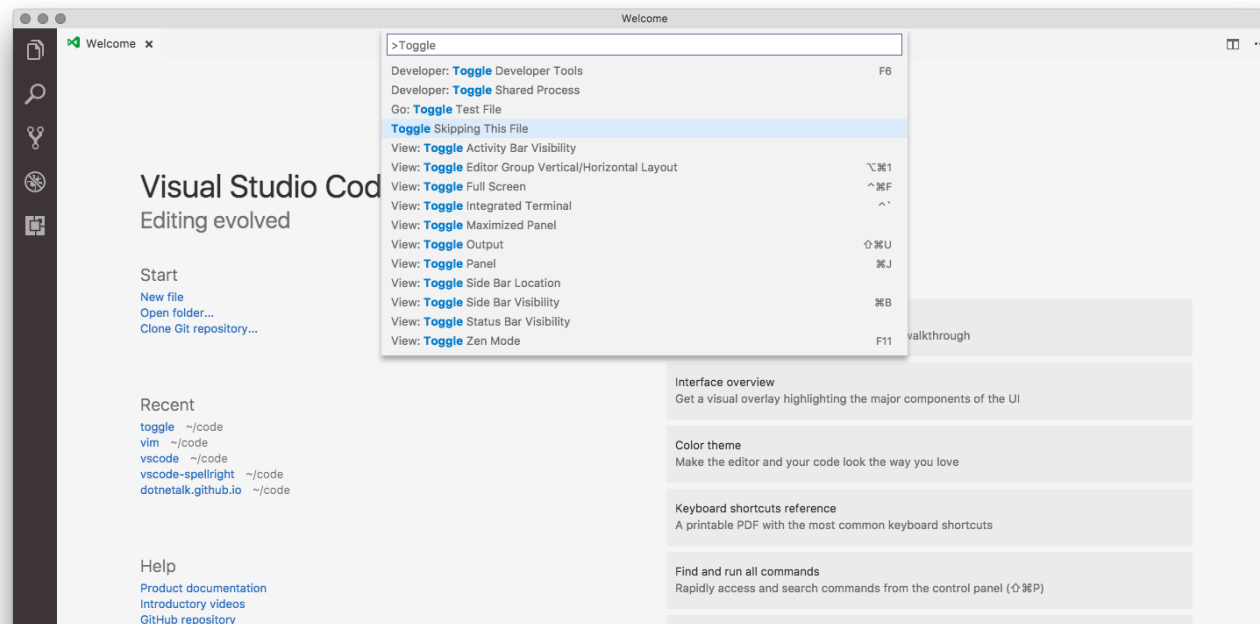 Welcome
Welcome
>Toggle
Developer: Toggle Developer Tools F6
Developer: Toggle Shared Process
Go: Toggle Test File
Toggle Skipping This File
View: Toggle Activity Bar Visibility
View: Toggle Editor Group Vertical/Horizontal Layout ⌥⌘1
View: Toggle Full Screen ^⌘F
View: Toggle Integrated Terminal ^`
View: Toggle Maximized Panel
View: Toggle Output ⇧⌘U
View: Toggle Panel ⌘J
View: Toggle Side Bar Location
View: Toggle Side Bar Visibility ⌘B
View: Toggle Status Bar Visibility
View: Toggle Zen Mode F11
Visual Studio Cod
Editing evolved
Start
New file
Open folder...
Clone Git repository...
Recent
toggle ~/code
vim ~/code
vscode ~/code
vscode-spellright ~/code
dotnetalk.github.io ~/code
Help
Product documentation
Introductory videos
GitHub repository
walkthrough
Interface overview
Get a visual overlay highlighting the major components of the UI
Color theme
Make the editor and your code look the way you love
Keyboard shortcuts reference
A printable PDF with the most common keyboard shortcuts
Find and run all commands
Rapidly access and search commands from the control panel (⇧⌘P)